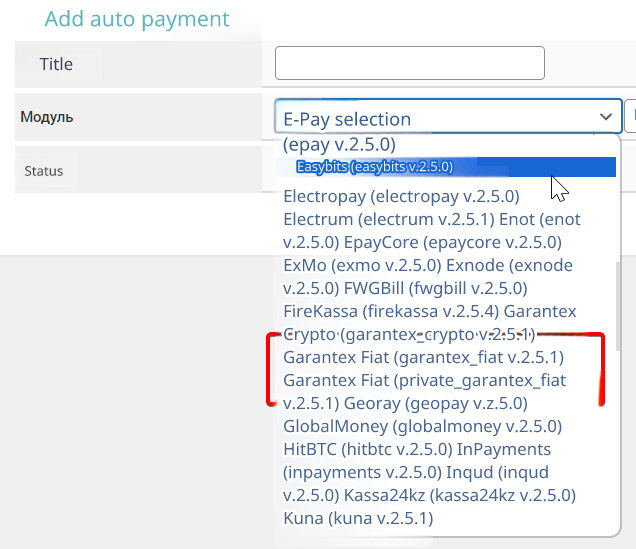 Add auto payment
Title
Модуль
E-Pay selection
(epay v.2.5.0)
Easybits (easybits v.2.5.0)
Status
Electropay (electropay v.2.5.0)
Electrum (electrum v.2.5.1) Enot (enot
v.2.5.0) EpayCore (epaycore v.2.5.0)
ExMo (exmo v.2.5.0) Exnode (exnode
v.2.5.0) FWGBill (fwgbill v.2.5.0)
FireKassa (firekassa v.2.5.4) Garantex
Crypto (garantex_crypto v.2.5.1)
Garantex Fiat (garantex_fiat v.2.5.1)
Garantex Fiat (private_garantex_fiat
v.2.5.1) Georay (geopay v.z.5.0)
GlobalMoney (globalmoney v.2.5.0)
HitBTC (hitbtc v.2.5.0) InPayments
(inpayments v.2.5.0) Inqud (inqud
v.2.5.0) Kassa24kz (kassa24kz v.2.5.0)
Kuna (kuna v.2.5.1)